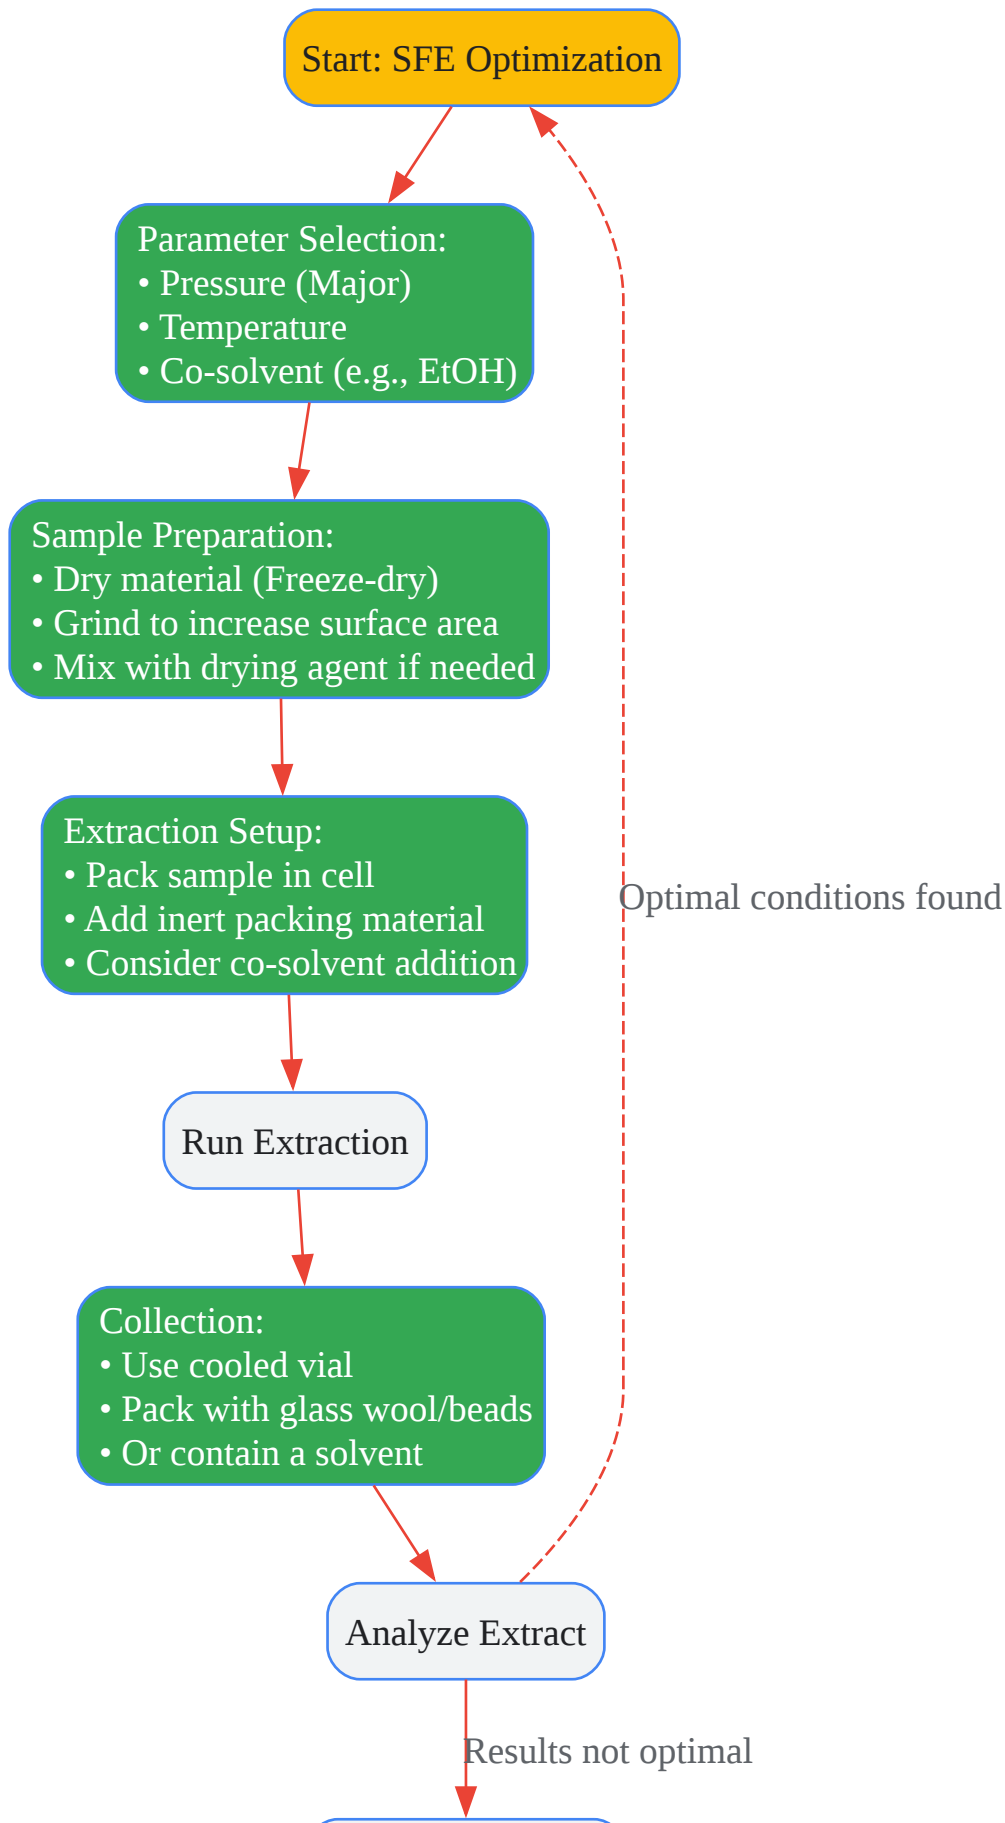 Start: SFE Optimization
Parameter Selection:
• Pressure (Major)
• Temperature
• Co-solvent (e.g., EtOH)
Sample Preparation:
• Dry material (Freeze-dry)
• Grind to increase surface area
• Mix with drying agent if needed
Extraction Setup:
• Pack sample in cell
• Add inert packing material
• Consider co-solvent addition
Optimal conditions found
Run Extraction
Collection:
• Use cooled vial
• Pack with glass wool/beads
• Or contain a solvent
Analyze Extract
Results not optimal